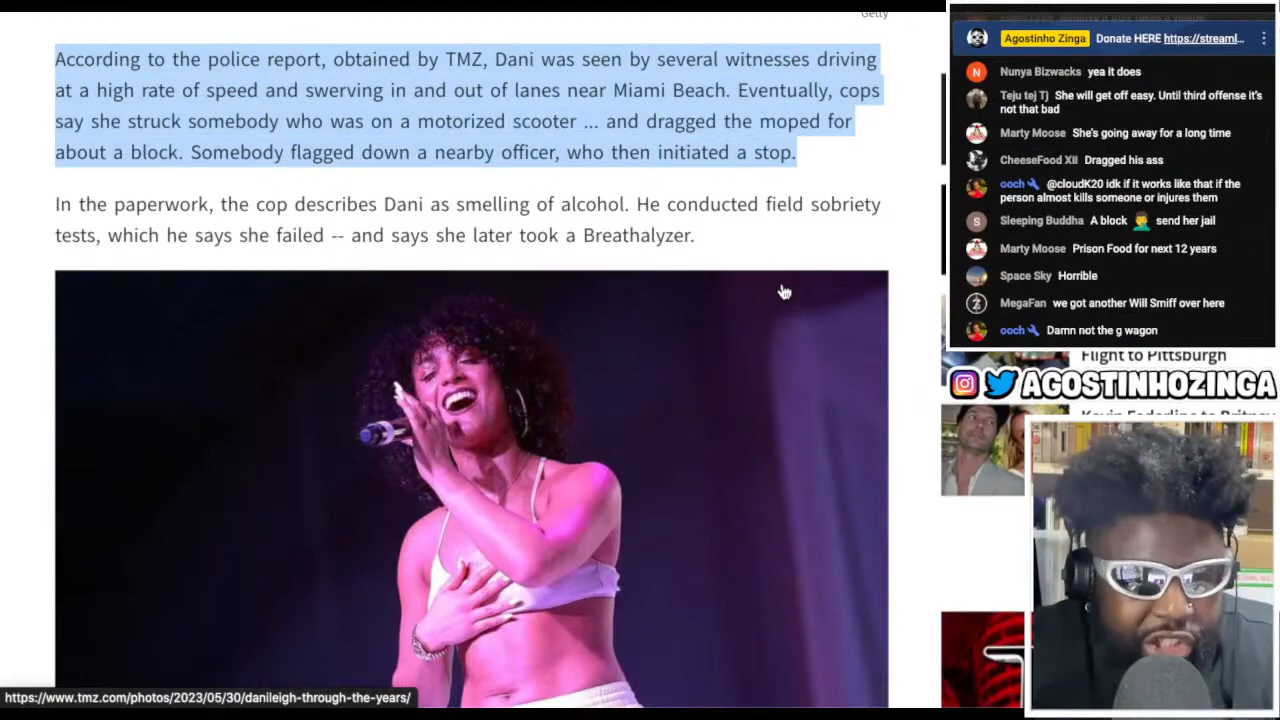 Getty
According to the police report, obtained by TMZ, Dani was seen by several witnesses driving
at a high rate of speed and swerving in and out of lanes near Miami Beach. Eventually, cops
say she struck somebody who was on a motorized scooter ... and dragged the moped for
about a block. Somebody flagged down a nearby officer, who then initiated a stop.
In the paperwork, the cop describes Dani as smelling of alcohol. He conducted field sobriety
tests, which he says she failed -- and says she later took a Breathalyzer.
https://www.tmz.com/photos/2023/05/30/danileigh-through-the-years/
Agostinho Zinga Donate HERE https://streaml...
N Nunya Bizwacks yea it does
Teju tej Tj She will get off easy. Until third offense it's
not that bad
Marty Moose She's going away for a long time
CheeseFood XII Dragged his ass
ooch @cloudK20 idk if it works like that if the
person almost kills someone or injures them
S Sleeping Buddha A block 🤦‍♂️ send her jail
Marty Moose Prison Food for next 12 years
Space Sky Horrible
MegaFan we got another Will Smiff over here
ooch Damn not the g wagon
Flight to Pittsburgh
AGOSTINHOZINGA
Kevin Federline to Britney